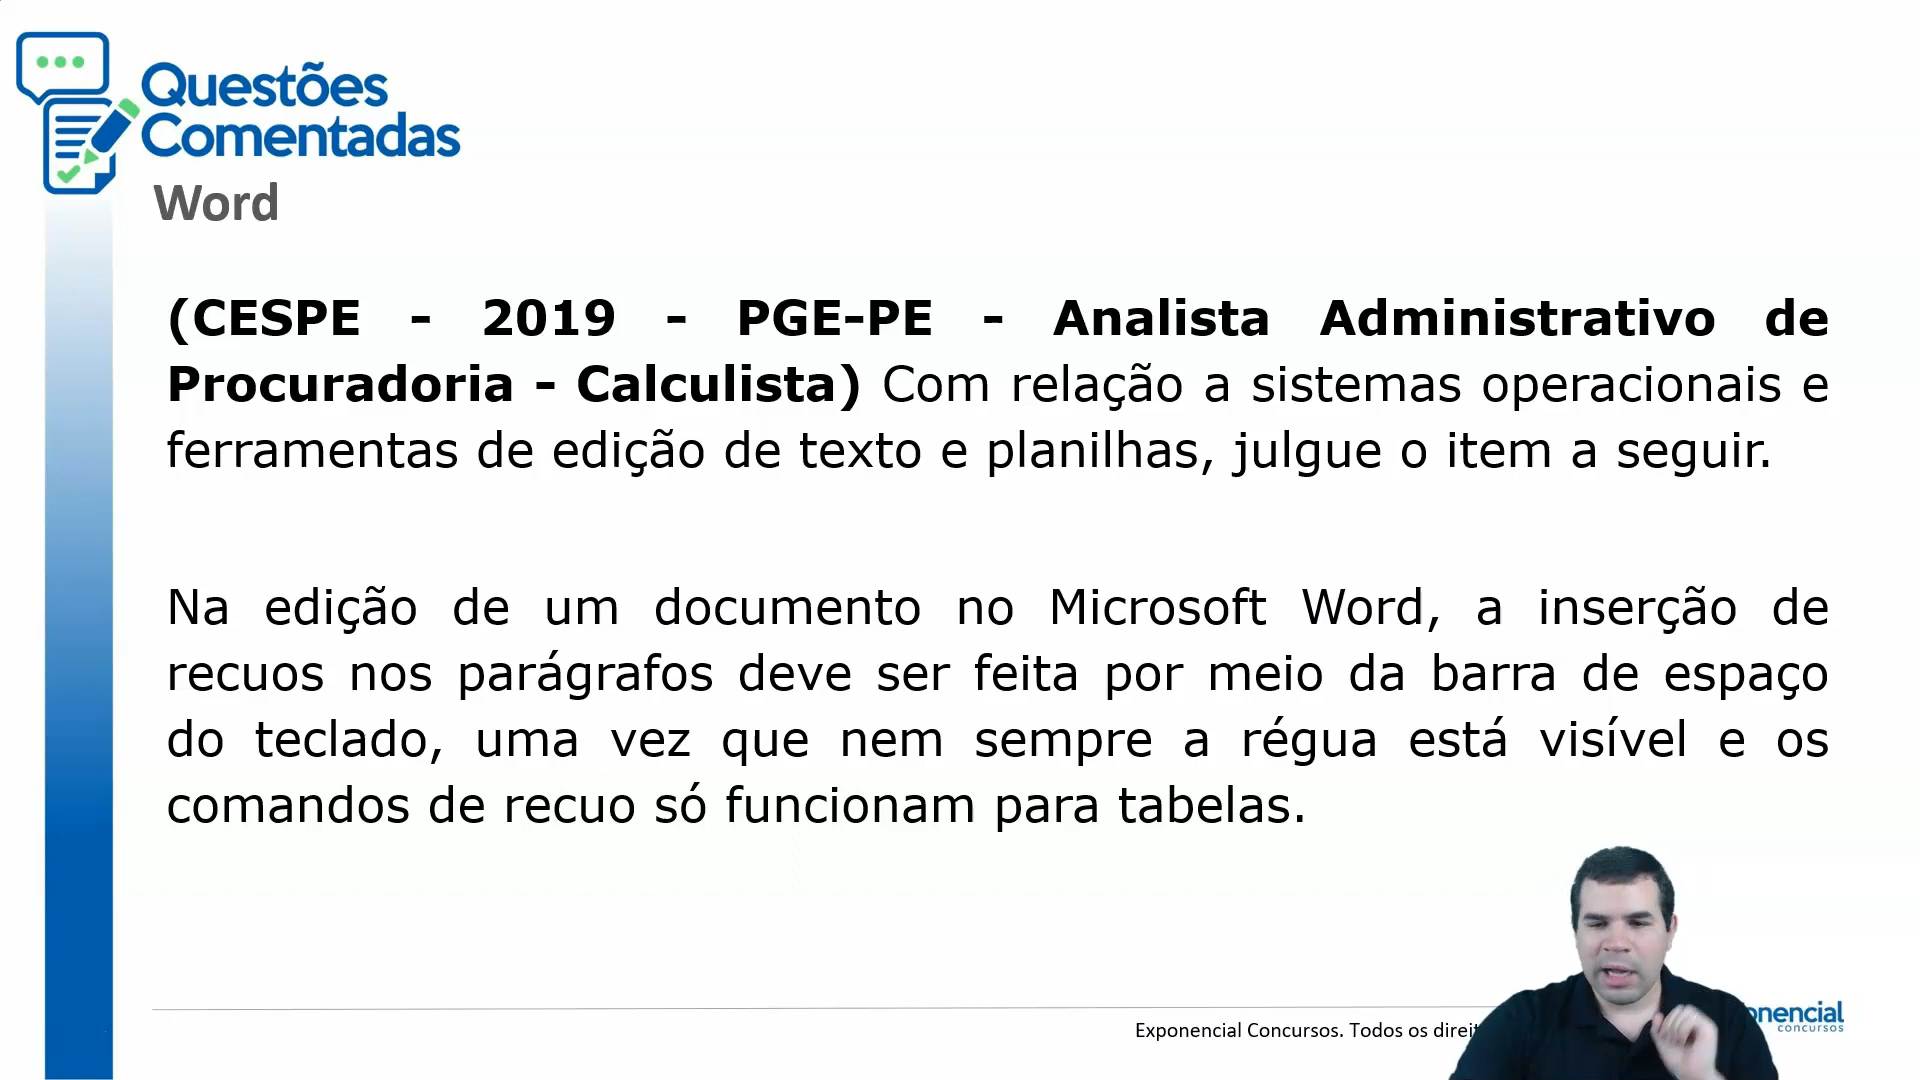 Questões
Comentadas
Word
(CESPE - 2019 - PGE-PE - Analista Administrativo de
Procuradoria - Calculista) Com relação a sistemas operacionais e
ferramentas de edição de texto e planilhas, julgue o item a seguir.
Na edição de um documento no Microsoft Word, a inserção de
recuos nos parágrafos deve ser feita por meio da barra de espaço
do teclado, uma vez que nem sempre a régua está visível e os
comandos de recuo só funcionam para tabelas.
Exponencial Concursos. Todos os
concursos